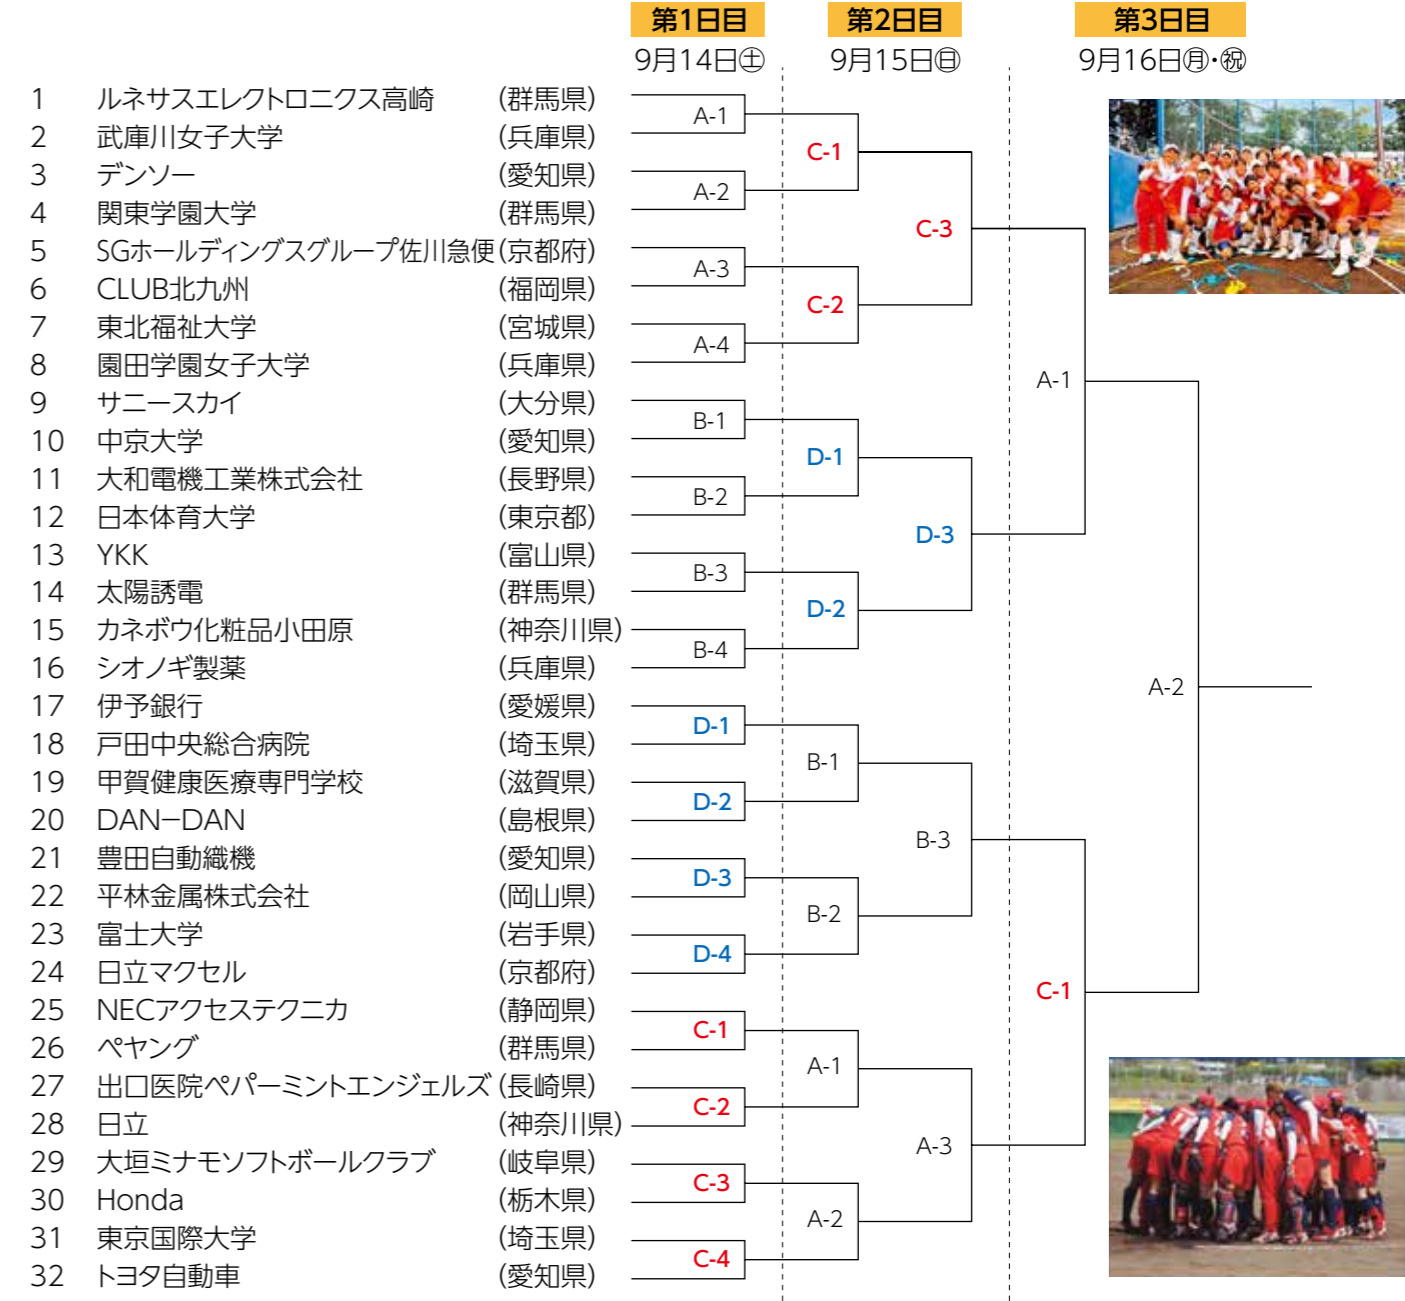 第1日目 第2日目 第3日目
9月14日㊏ 9月15日㊐ 9月16日㊊・㊗
1 ルネサスエレクトロニクス高崎 (群馬県)
A-1
2 武庫川女子大学 (兵庫県)
C-1
3 デンソー (愛知県)
A-2
4 関東学園大学 (群馬県)
C-3
5 SGホールディングスグループ佐川急便 (京都府)
A-3
6 CLUB北九州 (福岡県)
C-2
7 東北福祉大学 (宮城県)
A-4
8 園田学園女子大学 (兵庫県)
A-1
9 サニースカイ (大分県)
B-1
10 中京大学 (愛知県)
D-1
11 大和電機工業株式会社 (長野県)
B-2
12 日本体育大学 (東京都)
D-3
13 YKK (富山県)
B-3
14 太陽誘電 (群馬県)
D-2
15 カネボウ化粧品小田原 (神奈川県)
B-4
16 シオノギ製薬 (兵庫県)
A-2
17 伊予銀行 (愛媛県)
D-1
18 戸田中央総合病院 (埼玉県)
B-1
19 甲賀健康医療専門学校 (滋賀県)
D-2
20 DAN−DAN (島根県)
B-3
21 豊田自動織機 (愛知県)
D-3
22 平林金属株式会社 (岡山県)
B-2
23 富士大学 (岩手県)
D-4
24 日立マクセル (京都府)
C-1
25 NECアクセステクニカ (静岡県)
C-1
26 ペヤング (群馬県)
A-1
27 出口医院ペパーミントエンジェルズ (長崎県)
C-2
28 日立 (神奈川県)
A-3
29 大垣ミナモソフトボールクラブ (岐阜県)
C-3
30 Honda (栃木県)
A-2
31 東京国際大学 (埼玉県)
C-4
32 トヨタ自動車 (愛知県)